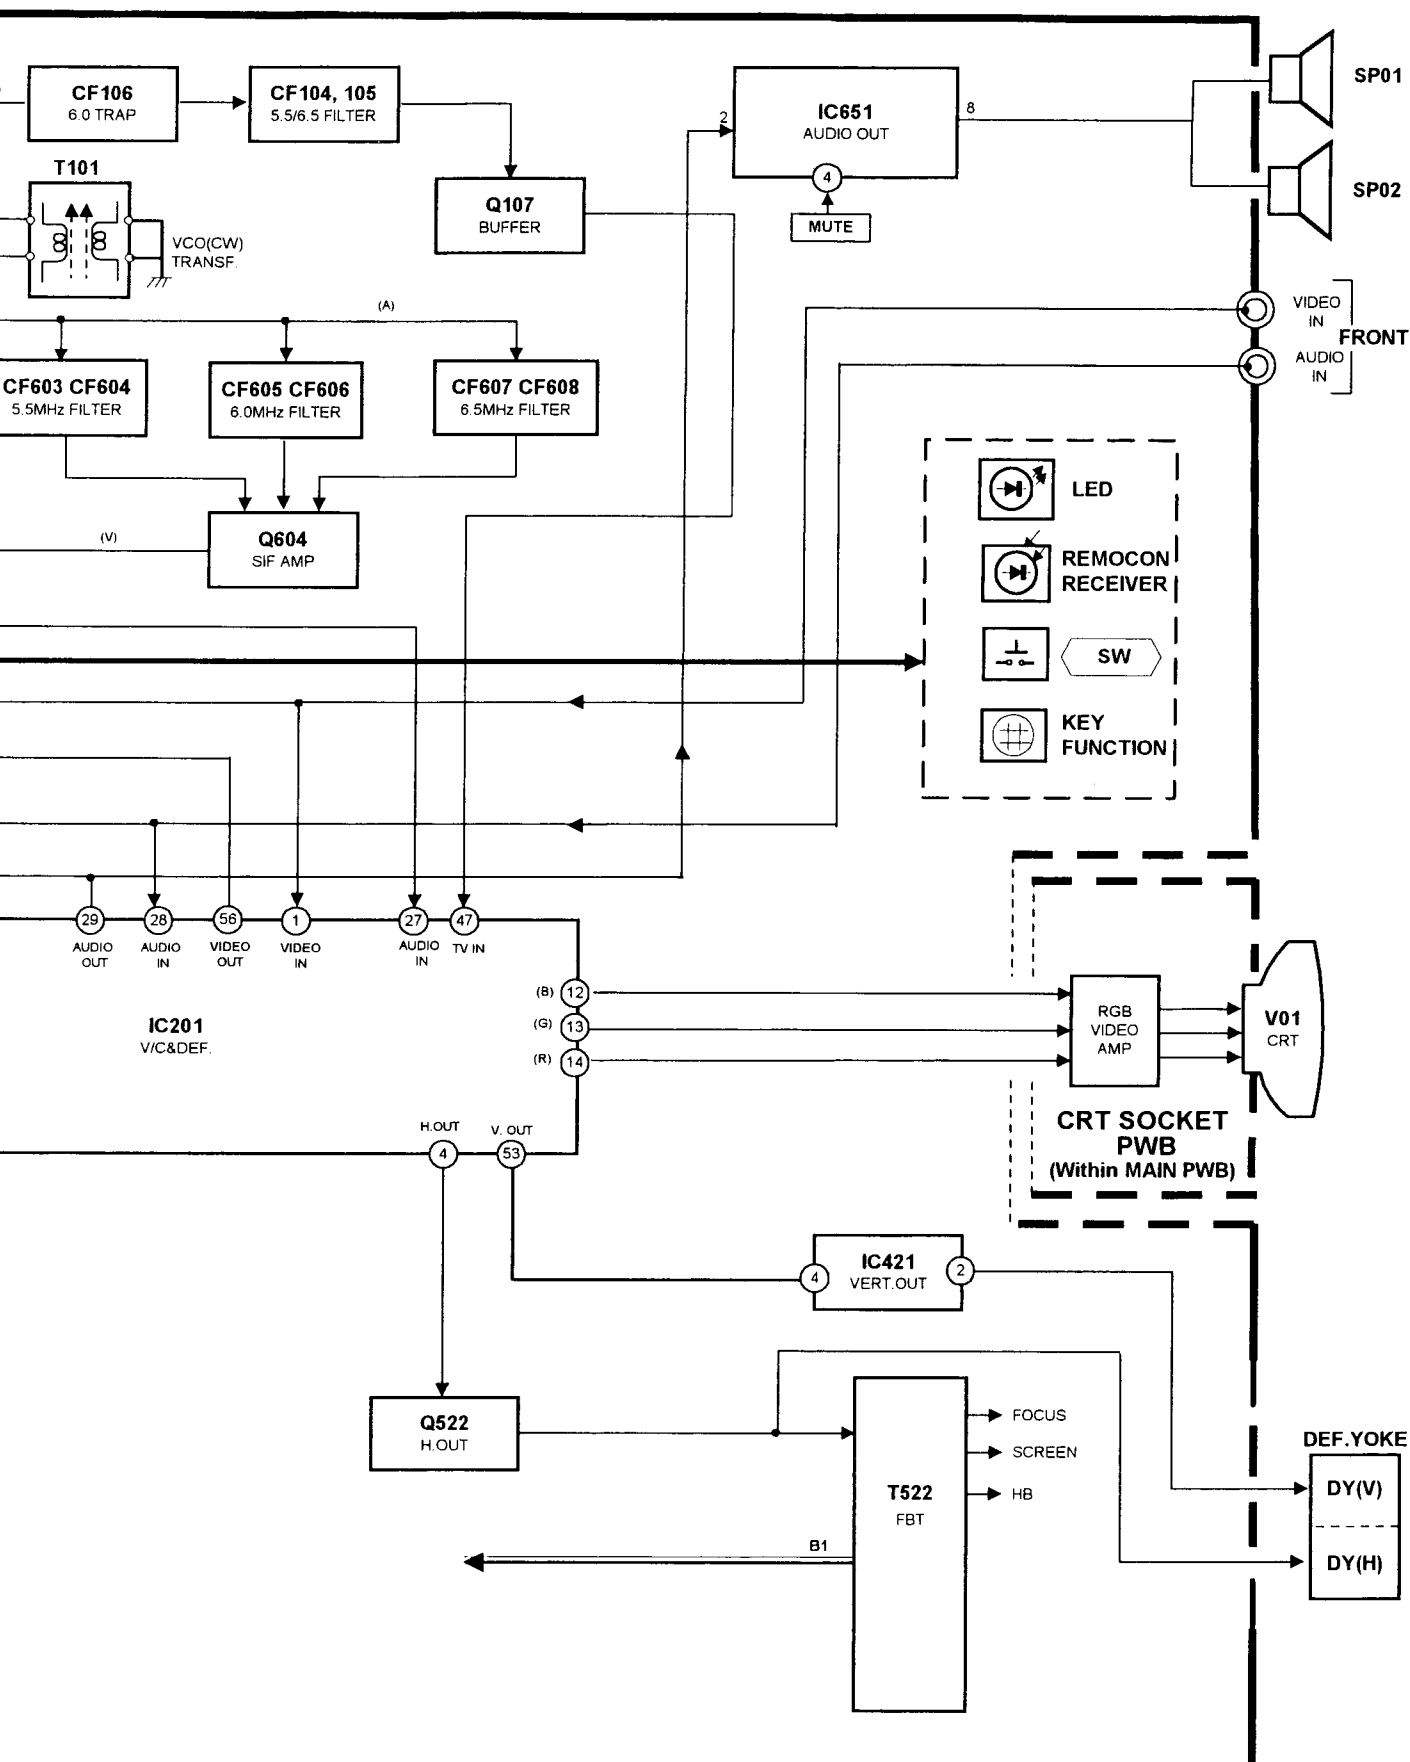 CF106
6.0 TRAP
CF104, 105
5.5/6.5 FILTER
2
IC651
AUDIO OUT
8
4
MUTE
SP01
SP02
T101
VCO(CW)
TRANSF.
Q107
BUFFER
(A)
VIDEO
IN
FRONT
AUDIO
IN
CF603 CF604
5.5MHz FILTER
CF605 CF606
6.0MHz FILTER
CF607 CF608
6.5MHz FILTER
(V)
Q604
SIF AMP
LED
REMOCON
RECEIVER
SW
KEY
FUNCTION
29
28
56
1
27
47
AUDIO
OUT
AUDIO
IN
VIDEO
OUT
VIDEO
IN
AUDIO
IN
TV IN
(B)
12
(G)
13
(R)
14
IC201
V/C&DEF.
RGB
VIDEO
AMP
V01
CRT
CRT SOCKET
PWB
(Within MAIN PWB)
H.OUT
V. OUT
4
53
4
IC421
VERT.OUT
2
Q522
H.OUT
T522
FBT
FOCUS
SCREEN
HB
B1
DEF.YOKE
DY(V)
DY(H)